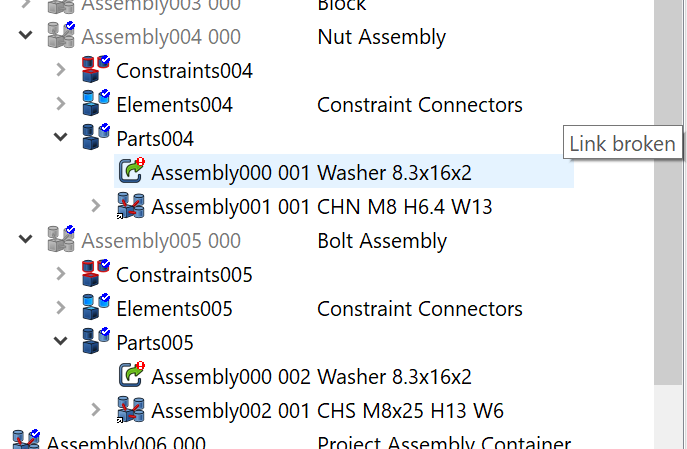 Assembly003 000 Block
Assembly004 000 Nut Assembly
Constraints004
Elements004 Constraint Connectors
Parts004
Link broken
Assembly000 001 Washer 8.3x16x2
Assembly001 001 CHN M8 H6.4 W13
Assembly005 000 Bolt Assembly
Constraints005
Elements005 Constraint Connectors
Parts005
Assembly000 002 Washer 8.3x16x2
Assembly002 001 CHS M8x25 H13 W6
Assembly006 000 Project Assembly Container